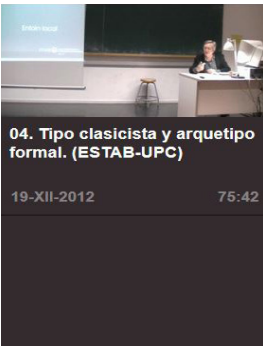 04. Tipo clasicista y arquetipo
formal. (ESTAB-UPC)
19-XII-2012 75:42